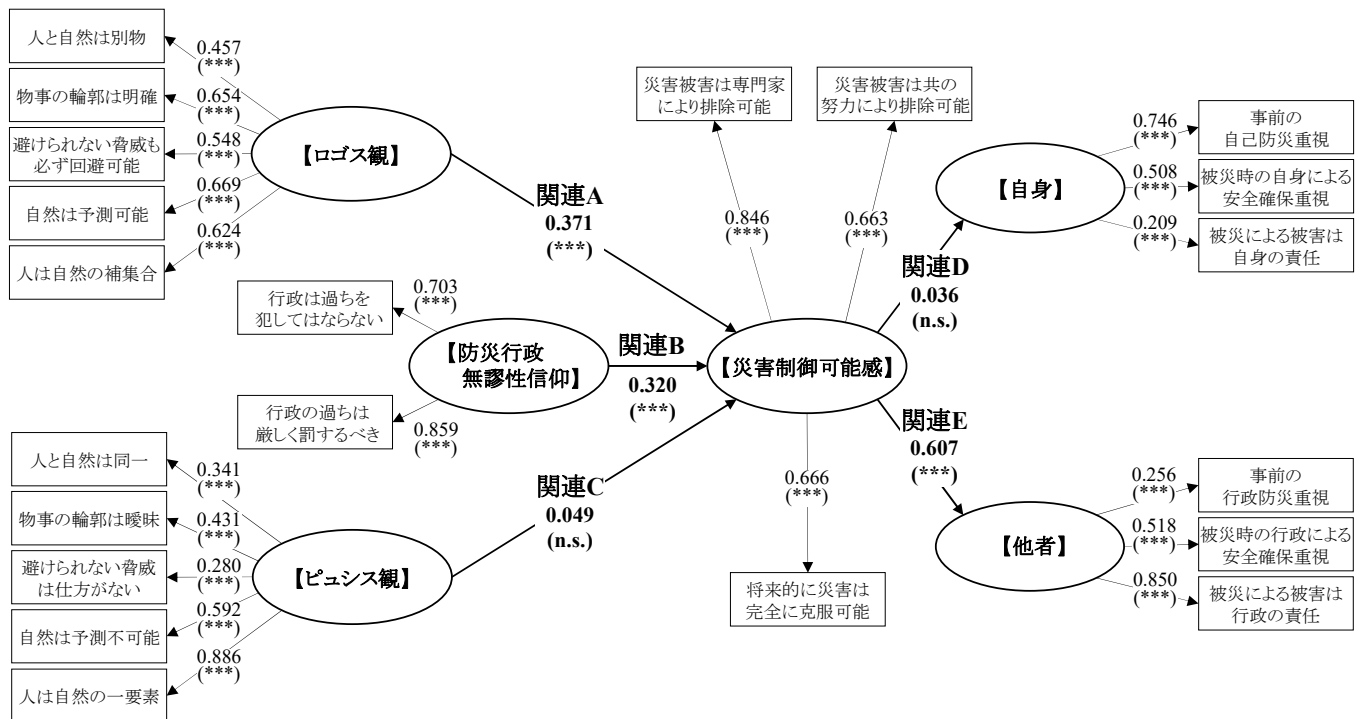 人と自然は別物
0.457
(***)
物事の輪郭は明確
0.654
(***)
避けられない脅威も
必ず回避可能
0.548
(***)
自然は予測可能
0.669
(***)
人は自然の補集合
0.624
(***)
【ロゴス観】
関連A
0.371
(***)
行政は過ちを
犯してはならない
0.703
(***)
行政の過ちは
厳しく罰するべき
0.859
(***)
【防災行政
無謬性信仰】
関連B
0.320
(***)
人と自然は同一
0.341
(***)
物事の輪郭は曖昧
0.431
(***)
避けられない脅威
は仕方がない
0.280
(***)
自然は予測不可能
0.592
(***)
人は自然の一要素
0.886
(***)
【ピュシス観】
関連C
0.049
(n.s.)
災害被害は専門家
により排除可能
0.846
(***)
災害被害は共の
努力により排除可能
0.663
(***)
【災害制御可能感】
0.666
(***)
将来的に災害は
完全に克服可能
関連D
0.036
(n.s.)
【自身】
0.746
(***)
事前の
自己防災重視
0.508
(***)
被災時の自身による
安全確保重視
0.209
(***)
被災による被害は
自身の責任
関連E
0.607
(***)
【他者】
0.256
(***)
事前の
行政防災重視
0.518
(***)
被災時の行政による
安全確保重視
0.850
(***)
被災による被害は
行政の責任